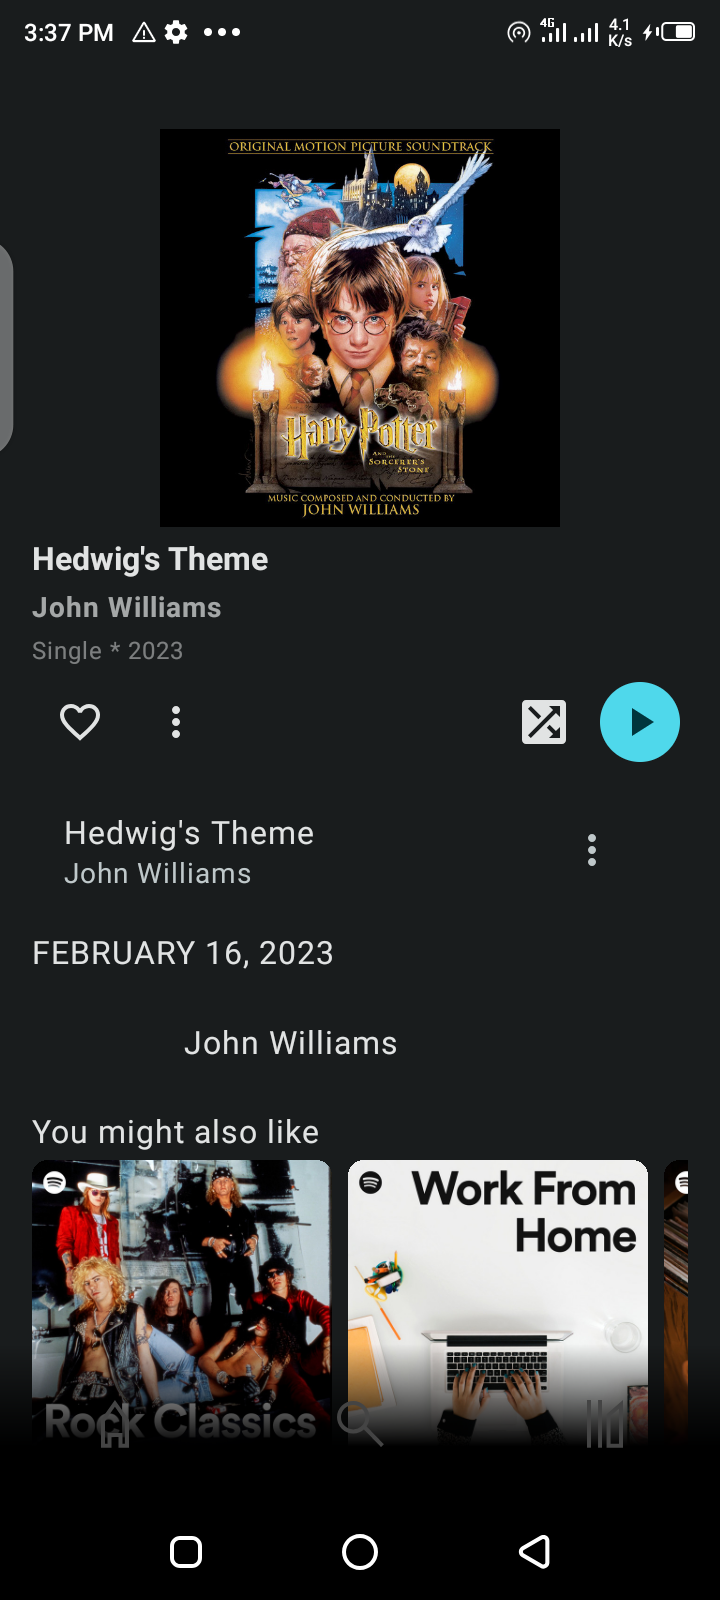 3:37 PM
4G
4.1
K/s
ORIGINAL MOTION PICTURE SOUNDTRACK
Harry Potter
AND THE
SORCERER'S
STONE
MUSIC COMPOSED AND CONDUCTED BY
JOHN WILLIAMS
Hedwig's Theme
John Williams
Single * 2023
Hedwig's Theme
John Williams
FEBRUARY 16, 2023
John Williams
You might also like
Work From
Home
Rock Classics